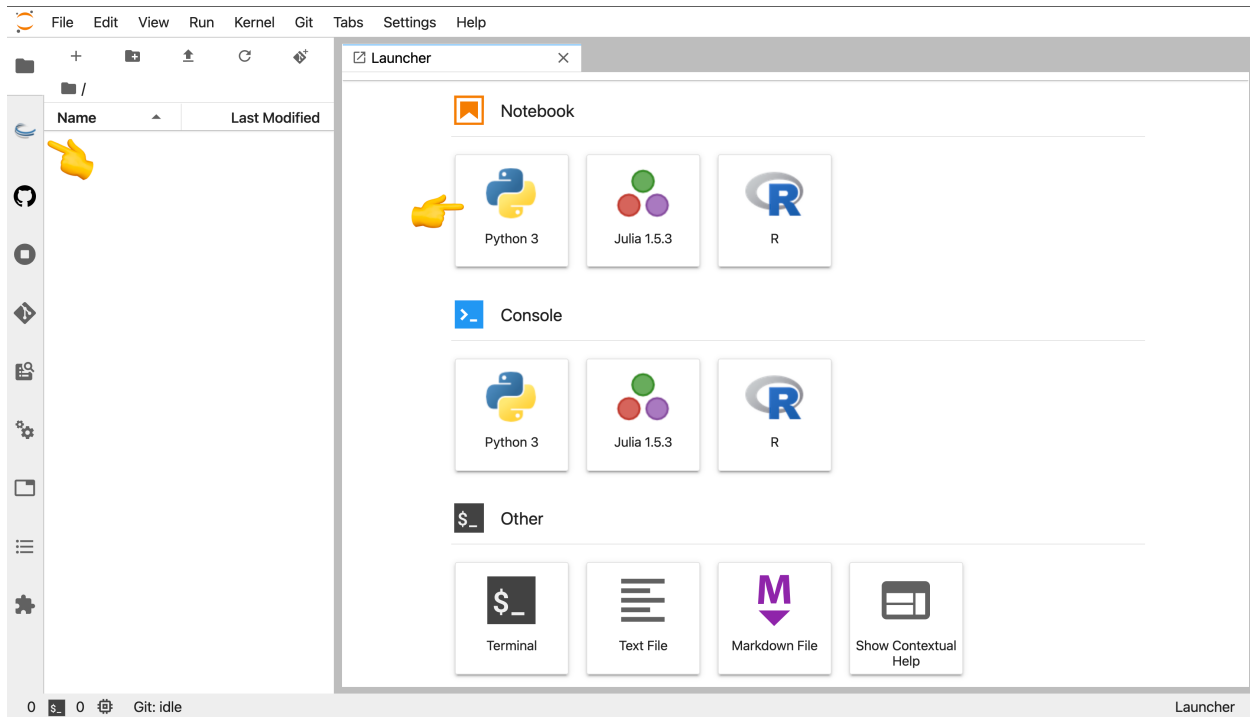 File Edit View Run Kernel Git Tabs Settings Help
/
Name Last Modified
Launcher
Notebook
Python 3 Julia 1.5.3 R
Console
Python 3 Julia 1.5.3 R
$_ Other
$_
M
Terminal Text File Markdown File Show Contextual
Help
0 $_ 0 Git: idle Launcher